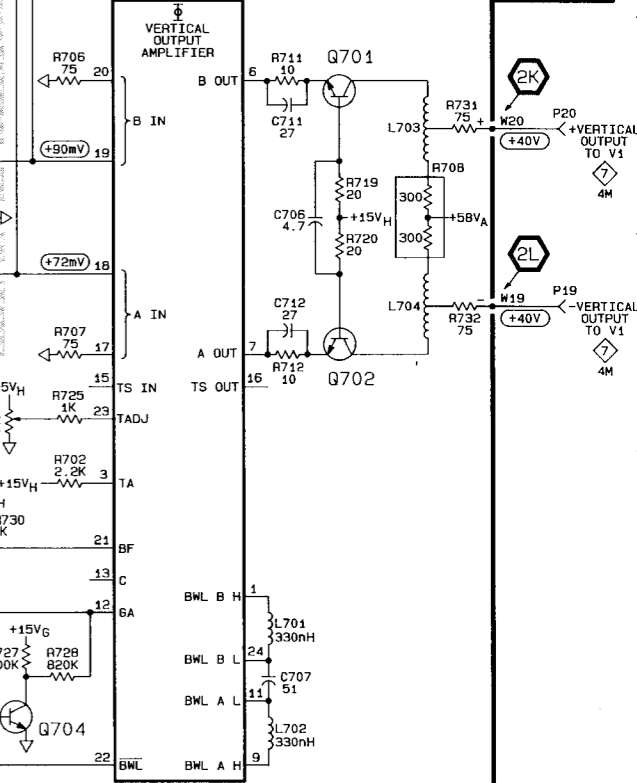 VERTICAL
OUTPUT
AMPLIFIER
R706
75
20
B IN
+90mV
19
+72mV
18
A IN
R707
75
17
15
TS IN
R725
1K
23
TADJ
R702
2.2K
3
TA
+15VH
21
BF
13
C
12
GA
+15VG
R728
820K
Q704
22
BWL
B OUT
6
R711
10
C711
27
Q701
R719
20
C706
4.7
+15VH
R720
20
C712
27
A OUT
7
R712
10
Q702
TS OUT
16
L703
R708
300
+58VA
300
L704
R731
75
+
W20
+40V
2K
P20
+VERTICAL
OUTPUT
TO V1
7
4M
2L
R732
75
−
W19
+40V
P19
-VERTICAL
OUTPUT
TO V1
7
4M
BWL B H
1
L701
330nH
BWL B L
24
C707
51
BWL A L
11
L702
330nH
BWL A H
9